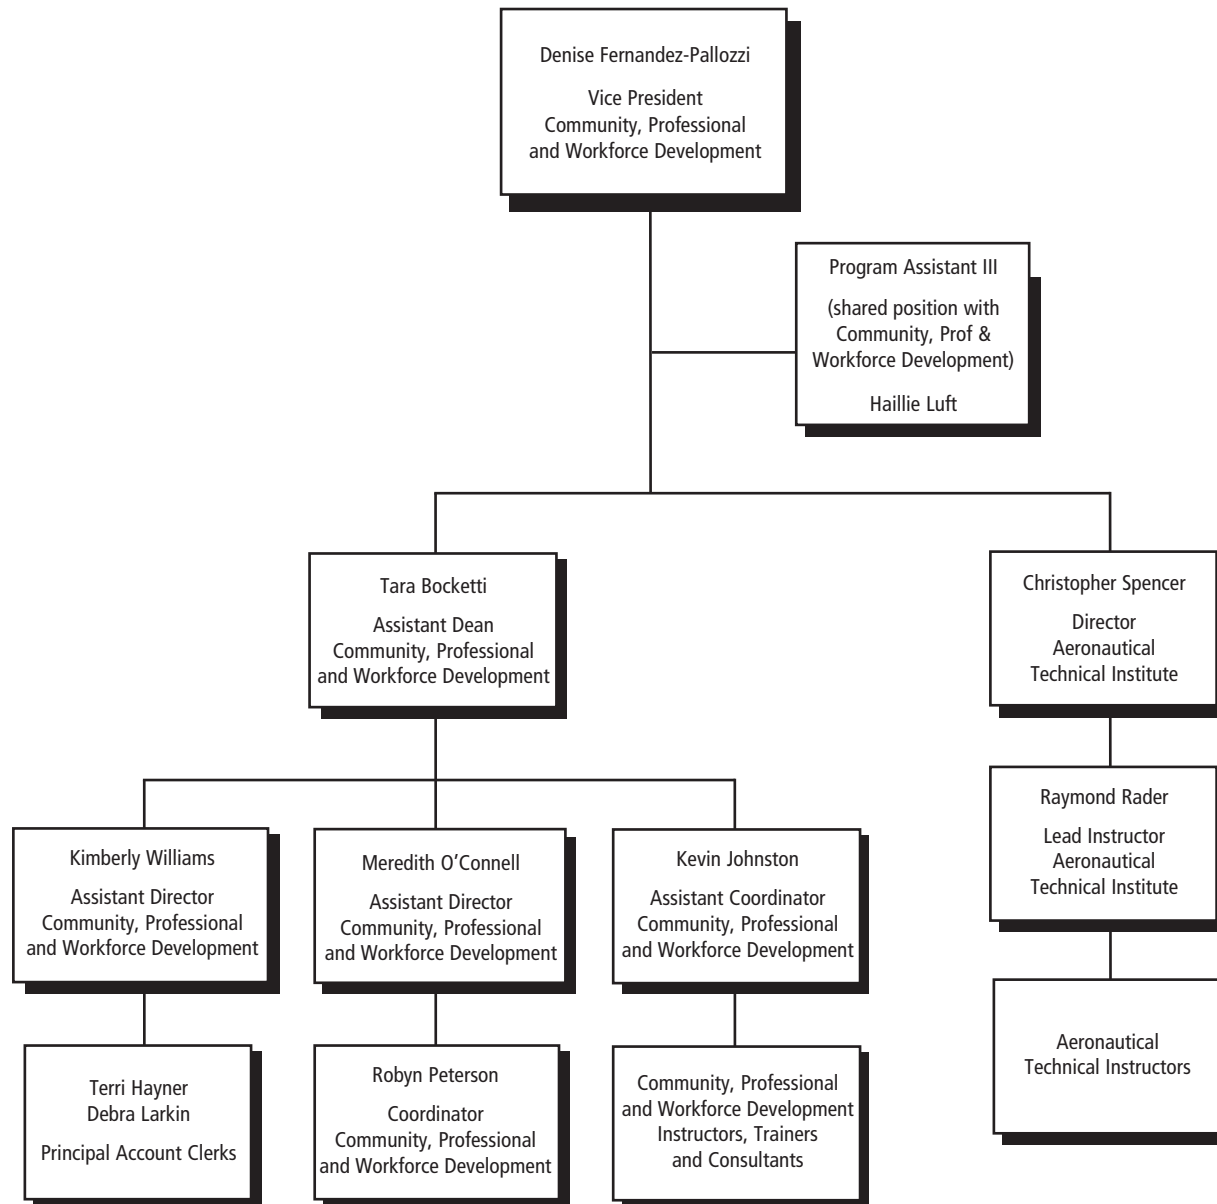 Denise Fernandez-Pallozzi
Vice President
Community, Professional
and Workforce Development
Program Assistant III
(shared position with
Community, Prof &
Workforce Development)
Haillie Luft
Tara Bocketti
Assistant Dean
Community, Professional
and Workforce Development
Christopher Spencer
Director
Aeronautical
Technical Institute
Kimberly Williams
Assistant Director
Community, Professional
and Workforce Development
Meredith O’Connell
Assistant Director
Community, Professional
and Workforce Development
Kevin Johnston
Assistant Coordinator
Community, Professional
and Workforce Development
Raymond Rader
Lead Instructor
Aeronautical
Technical Institute
Terri Hayner
Debra Larkin
Principal Account Clerks
Robyn Peterson
Coordinator
Community, Professional
and Workforce Development
Community, Professional
and Workforce Development
Instructors, Trainers
and Consultants
Aeronautical
Technical Instructors